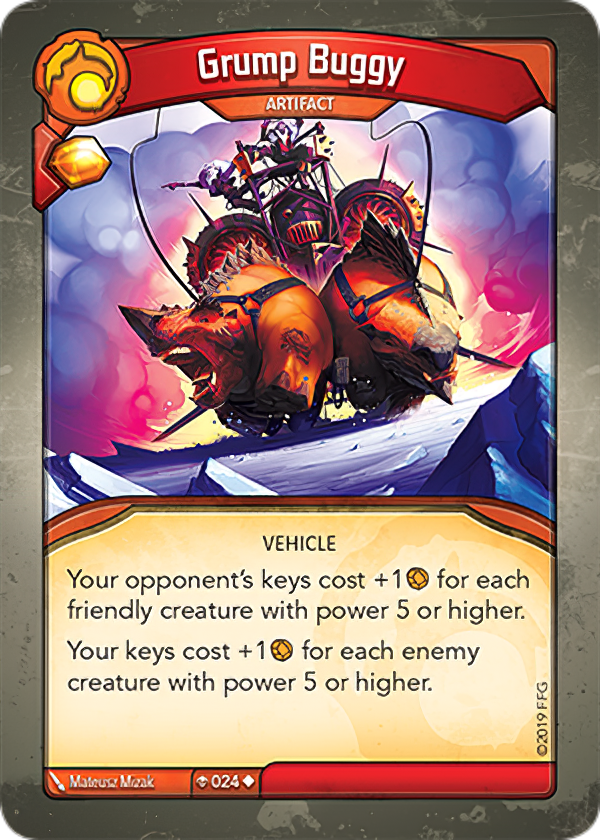 Grump Buggy
ARTIFACT
VEHICLE
Your opponent's keys cost +1 for each
friendly creature with power 5 or higher.
Your keys cost +1 for each enemy
creature with power 5 or higher.
©2019 FFG
Mateusz Mizak
024